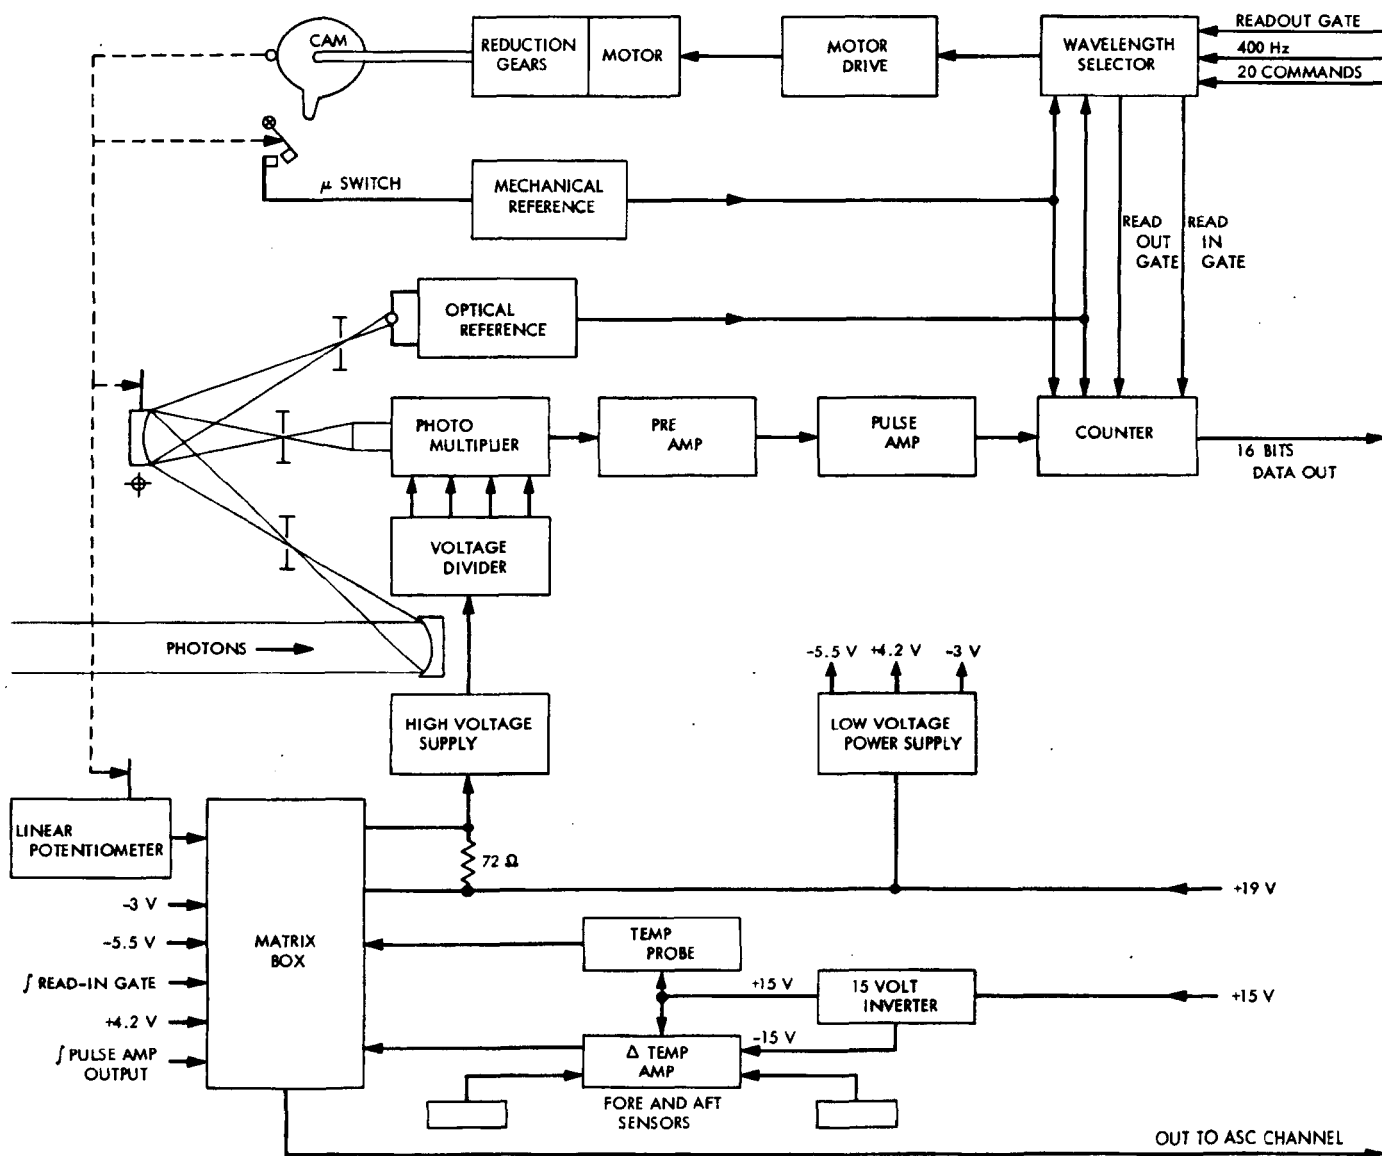 CAM
REDUCTION
GEARS
MOTOR
MOTOR
DRIVE
WAVELENGTH
SELECTOR
READOUT GATE
400 Hz
20 COMMANDS
μ SWITCH
MECHANICAL
REFERENCE
READ
OUT
GATE
READ
IN
GATE
OPTICAL
REFERENCE
PHOTO
MULTIPLIER
PRE
AMP
PULSE
AMP
COUNTER
16 BITS
DATA OUT
VOLTAGE
DIVIDER
PHOTONS
-5.5 V
+4.2 V
-3 V
HIGH VOLTAGE
SUPPLY
LOW VOLTAGE
POWER SUPPLY
LINEAR
POTENTIOMETER
72 Ω
+19 V
-3 V
-5.5 V
∫ READ-IN GATE
+4.2 V
∫ PULSE AMP
OUTPUT
MATRIX
BOX
TEMP
PROBE
+15 V
15 VOLT
INVERTER
+15 V
-15 V
Δ TEMP
AMP
FORE AND AFT
SENSORS
OUT TO ASC CHANNEL